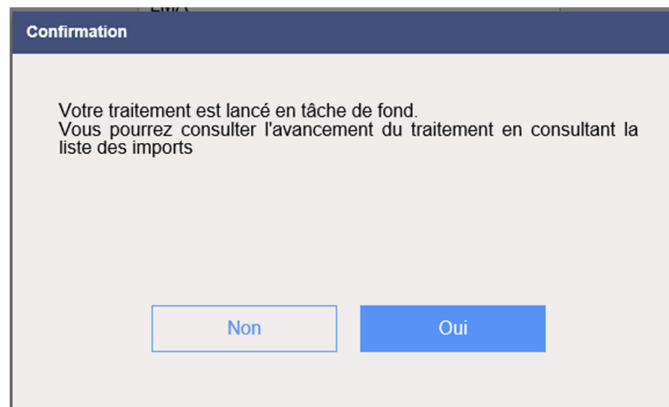 Confirmation
Votre traitement est lancé en tâche de fond.
Vous pourrez consulter l'avancement du traitement en consultant la
liste des imports
Non
Oui